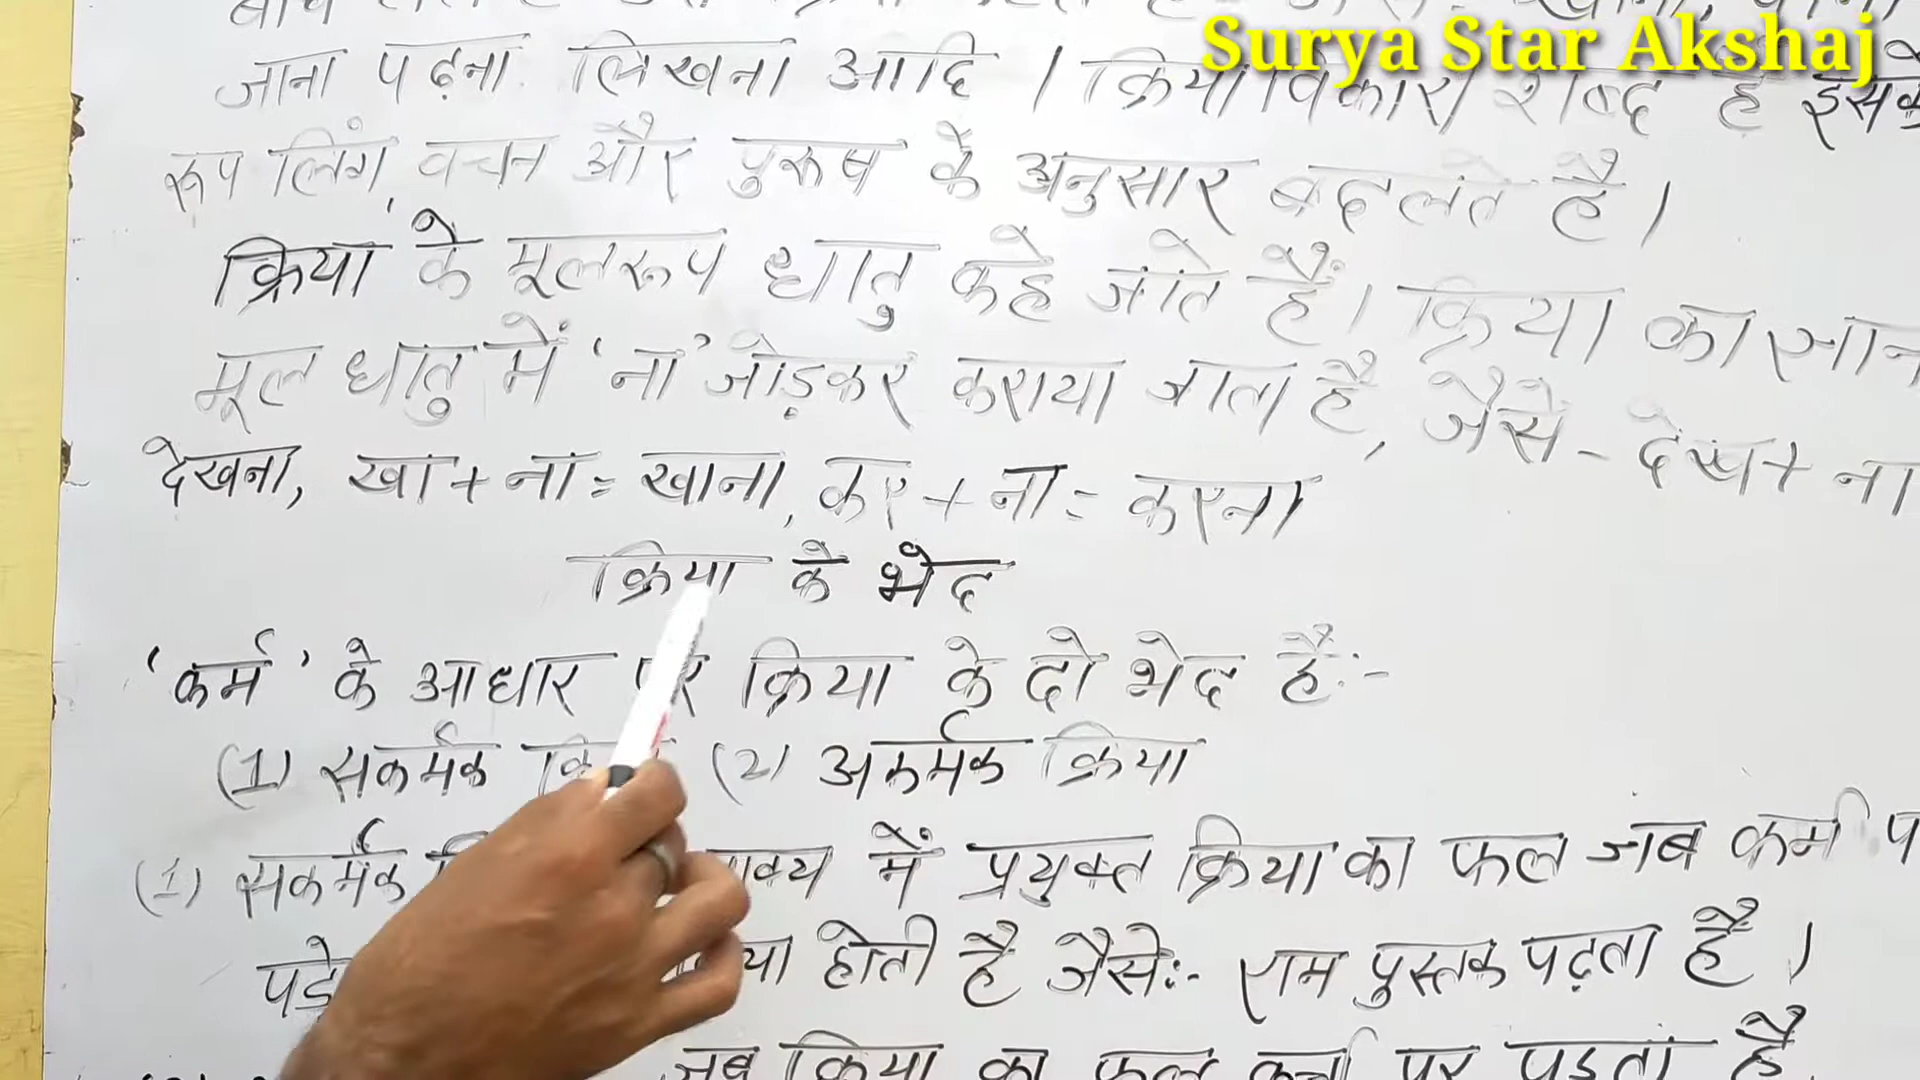 Surya Star Akshaj
जाना पढ़ना लिखना आदि । क्रिया विकारी शब्द है इसके
रूप लिंग, वचन और पुरुष के अनुसार बदलते है ।
क्रिया के मूलरूप धातु कहे जाते हैं। क्रिया का
मूल धातु में 'ना' जोड़कर कराया जाता है, जैसे - देख + ना
देखना, खा + ना = खाना, कर + ना = करना
क्रिया के भेद
'कर्म' के आधार पर क्रिया के दो भेद है:-
(1) सकर्मक (2) अकर्मक क्रिया
(1) सकर्मक में प्रयुक्त क्रिया का फल जब कर्म
होती है जैसे:- राम पुस्तक पढ़ता है ।
जब क्रिया का फल कर्ता पर पड़ता है